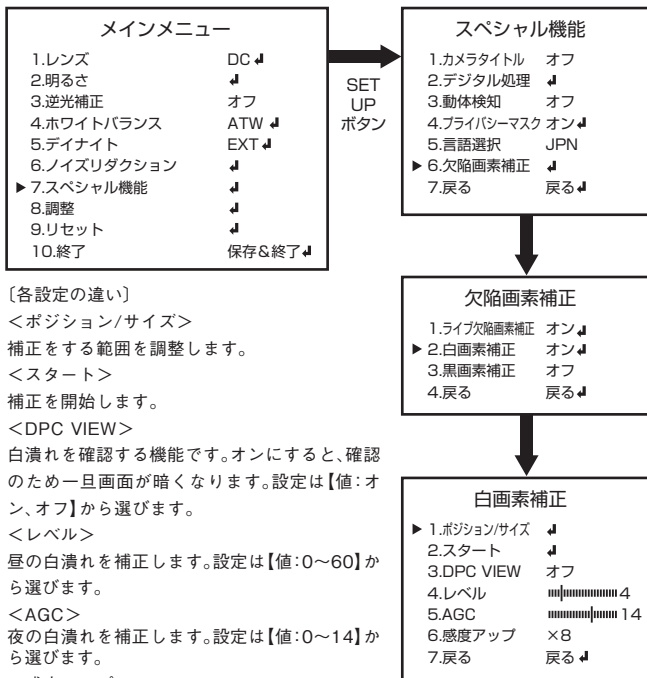 メインメニュー
1.レンズ DC↲
2.明るさ ↲
3.逆光補正 オフ
4.ホワイトバランス ATW ↲
5.デイナイト EXT↲
6.ノイズリダクション ↲
▶7.スペシャル機能 ↲
8.調整 ↲
9.リセット ↲
10.終了 保存&終了↲
SET
UP
ボタン
スペシャル機能
1.カメラタイトル オフ
2.デジタル処理 ↲
3.動体検知 オフ
4.プライバシーマスク オン↲
5.言語選択 JPN
▶6.欠陥画素補正 ↲
7.戻る 戻る↲
欠陥画素補正
1.ライブ欠陥画素補正 オン↲
▶2.白画素補正 オン↲
3.黒画素補正 オフ
4.戻る 戻る↲
白画素補正
▶1.ポジション/サイズ ↲
2.スタート ↲
3.DPC VIEW オフ
4.レベル 4
5.AGC 14
6.感度アップ ×8
7.戻る 戻る↲
〔各設定の違い〕
<ポジション/サイズ>
補正をする範囲を調整します。
<スタート>
補正を開始します。
<DPC VIEW>
白潰れを確認する機能です。オンにすると、確認
のため一旦画面が暗くなります。設定は【値:オ
ン、オフ】から選びます。
<レベル>
昼の白潰れを補正します。設定は【値:0〜60】か
ら選びます。
<AGC>
夜の白潰れを補正します。設定は【値:0〜14】か
ら選びます。